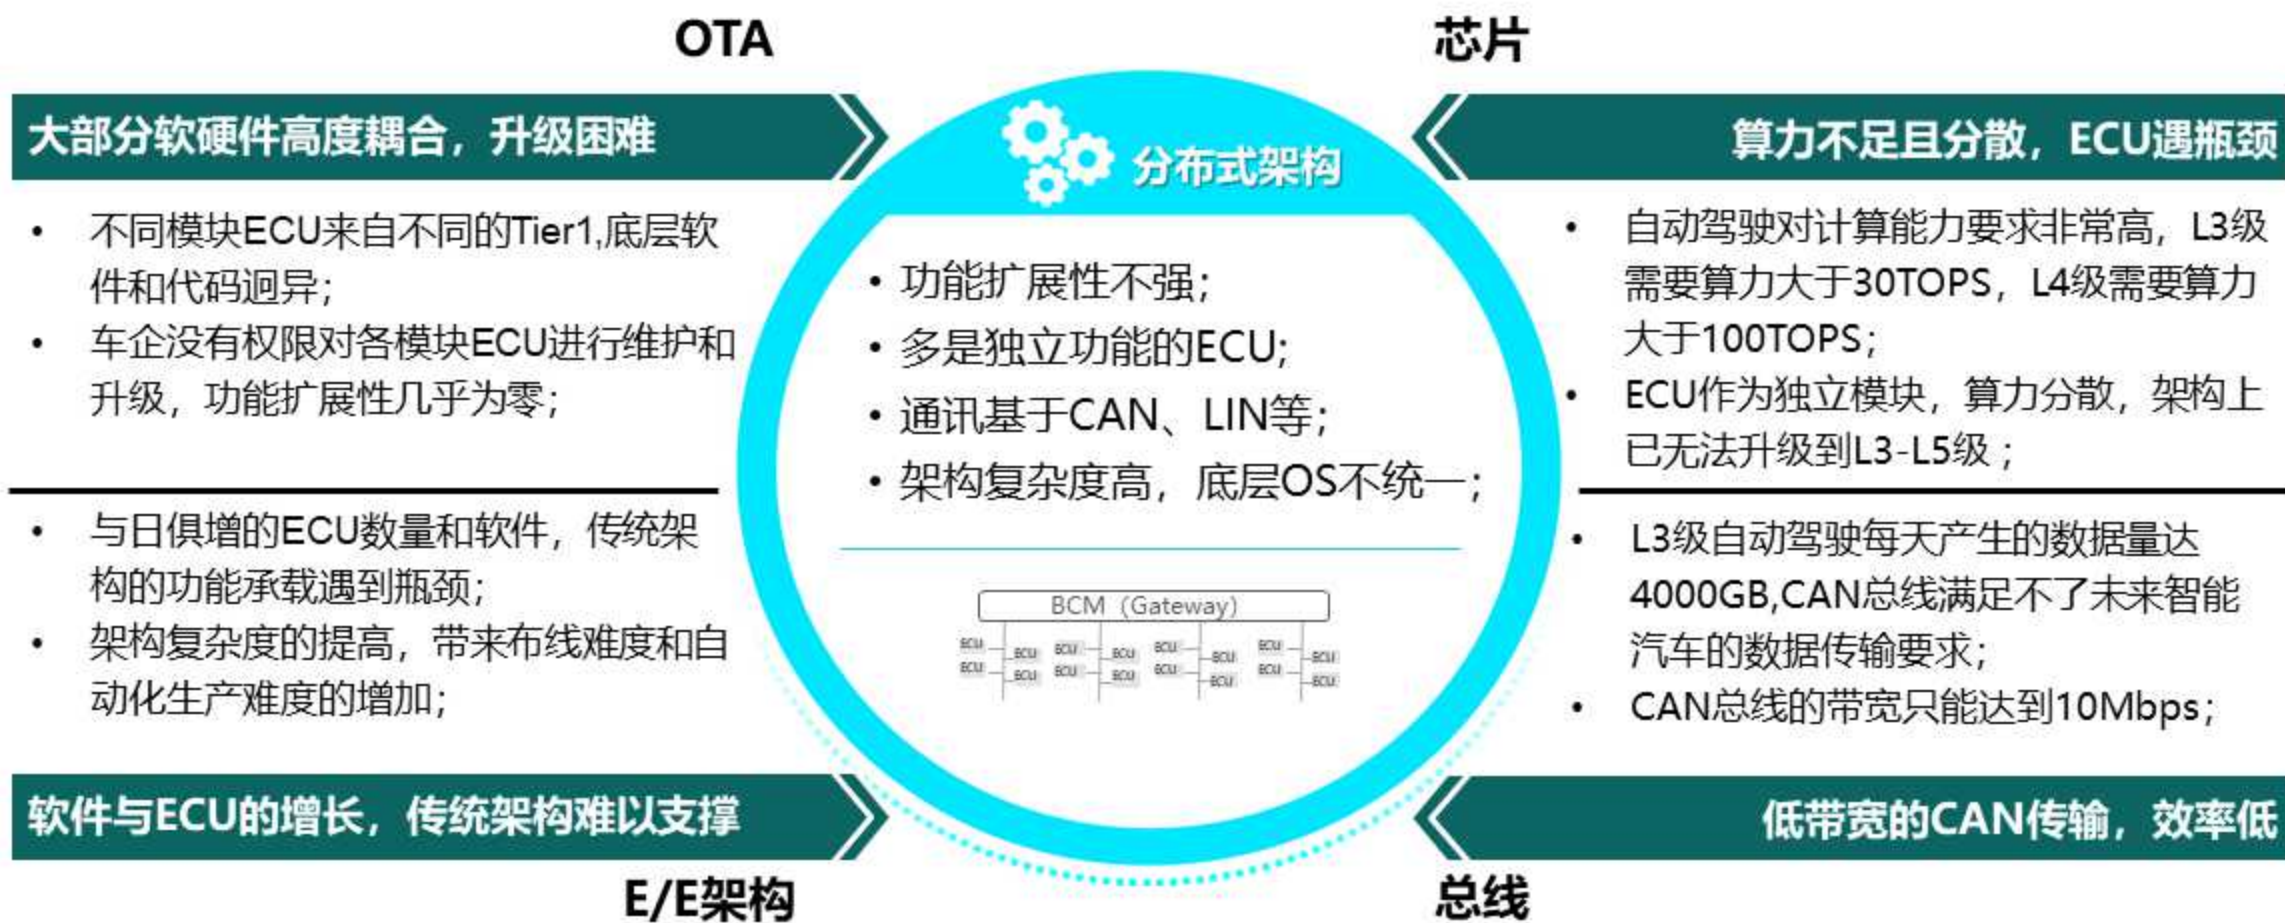 OTA
大部分软硬件高度耦合，升级困难
• 不同模块ECU来自不同的Tier1,底层软
件和代码迥异；
• 车企没有权限对各模块ECU进行维护和
升级，功能扩展性几乎为零；
• 与日俱增的ECU数量和软件，传统架
构的功能承载遇到瓶颈；
• 架构复杂度的提高，带来布线难度和自
动化生产难度的增加；
软件与ECU的增长，传统架构难以支撑
E/E架构
分布式架构
• 功能扩展性不强；
• 多是独立功能的ECU;
• 通讯基于CAN、LIN等；
• 架构复杂度高，底层OS不统一；
BCM（Gateway）
ECU ECU ECU ECU
ECU ECU ECU ECU
ECU ECU ECU ECU
ECU ECU ECU ECU
芯片
算力不足且分散，ECU遇瓶颈
• 自动驾驶对计算能力要求非常高，L3级
需要算力大于30TOPS，L4级需要算力
大于100TOPS；
• ECU作为独立模块，算力分散，架构上
已无法升级到L3-L5级；
• L3级自动驾驶每天产生的数据量达
4000GB,CAN总线满足不了未来智能
汽车的数据传输要求；
• CAN总线的带宽只能达到10Mbps；
低带宽的CAN传输，效率低
总线